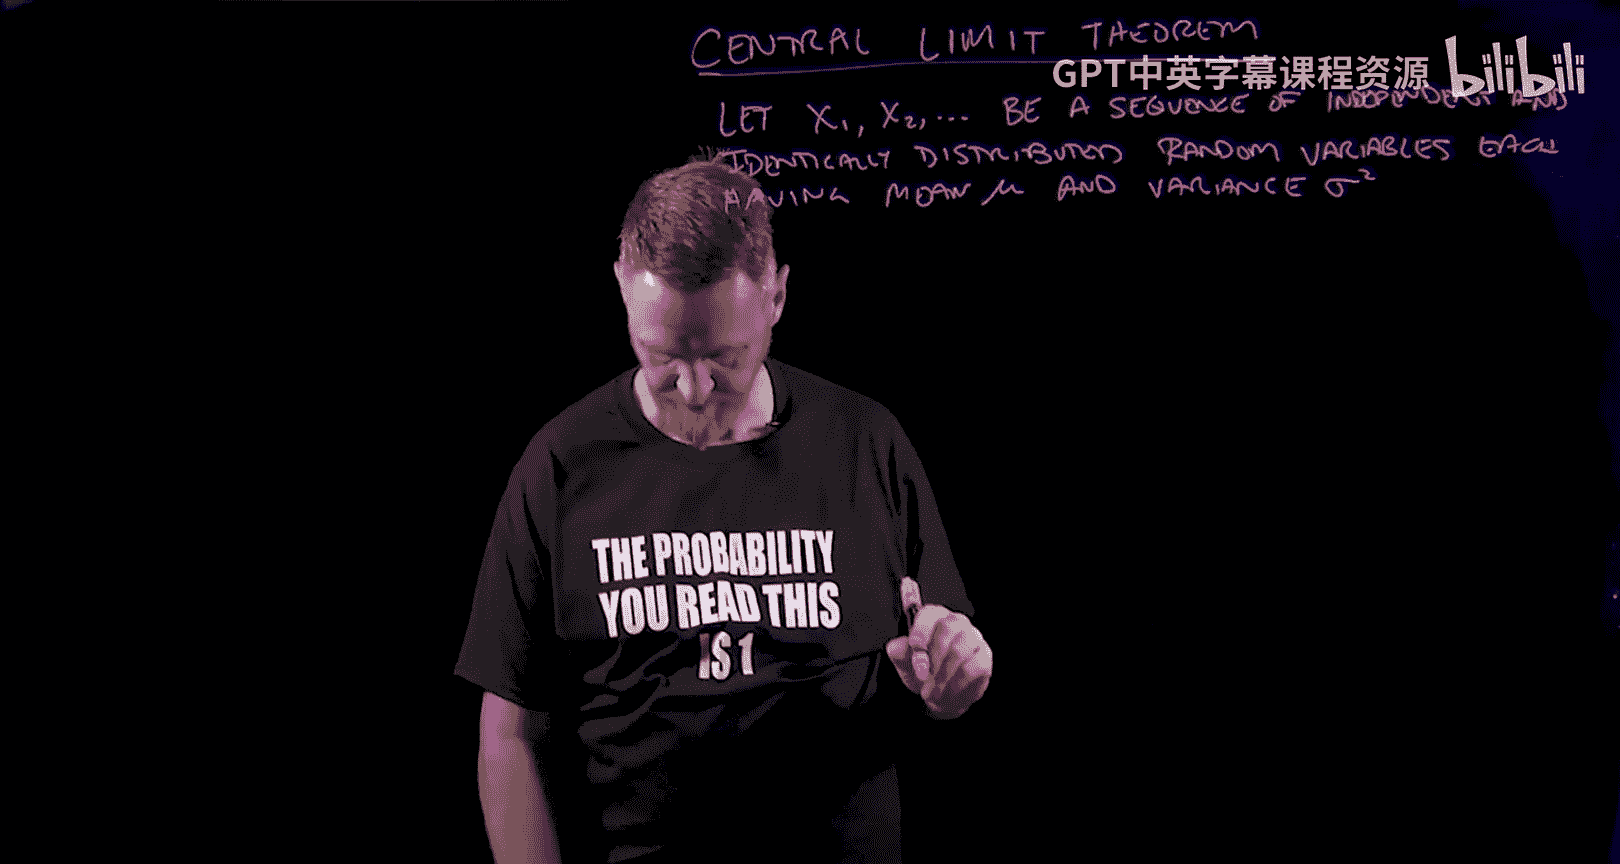 CENTRAL LIMIT THEOREM
GPT中英字幕课程资源 bilibili
LET X₁, X₂, ... BE A SEQUENCE OF INDEPENDENT AND
IDENTICALLY DISTRIBUTED RANDOM VARIABLES EACH
HAVING MEAN μ AND VARIANCE σ²
THE PROBABILITY
YOU READ THIS
IS 1